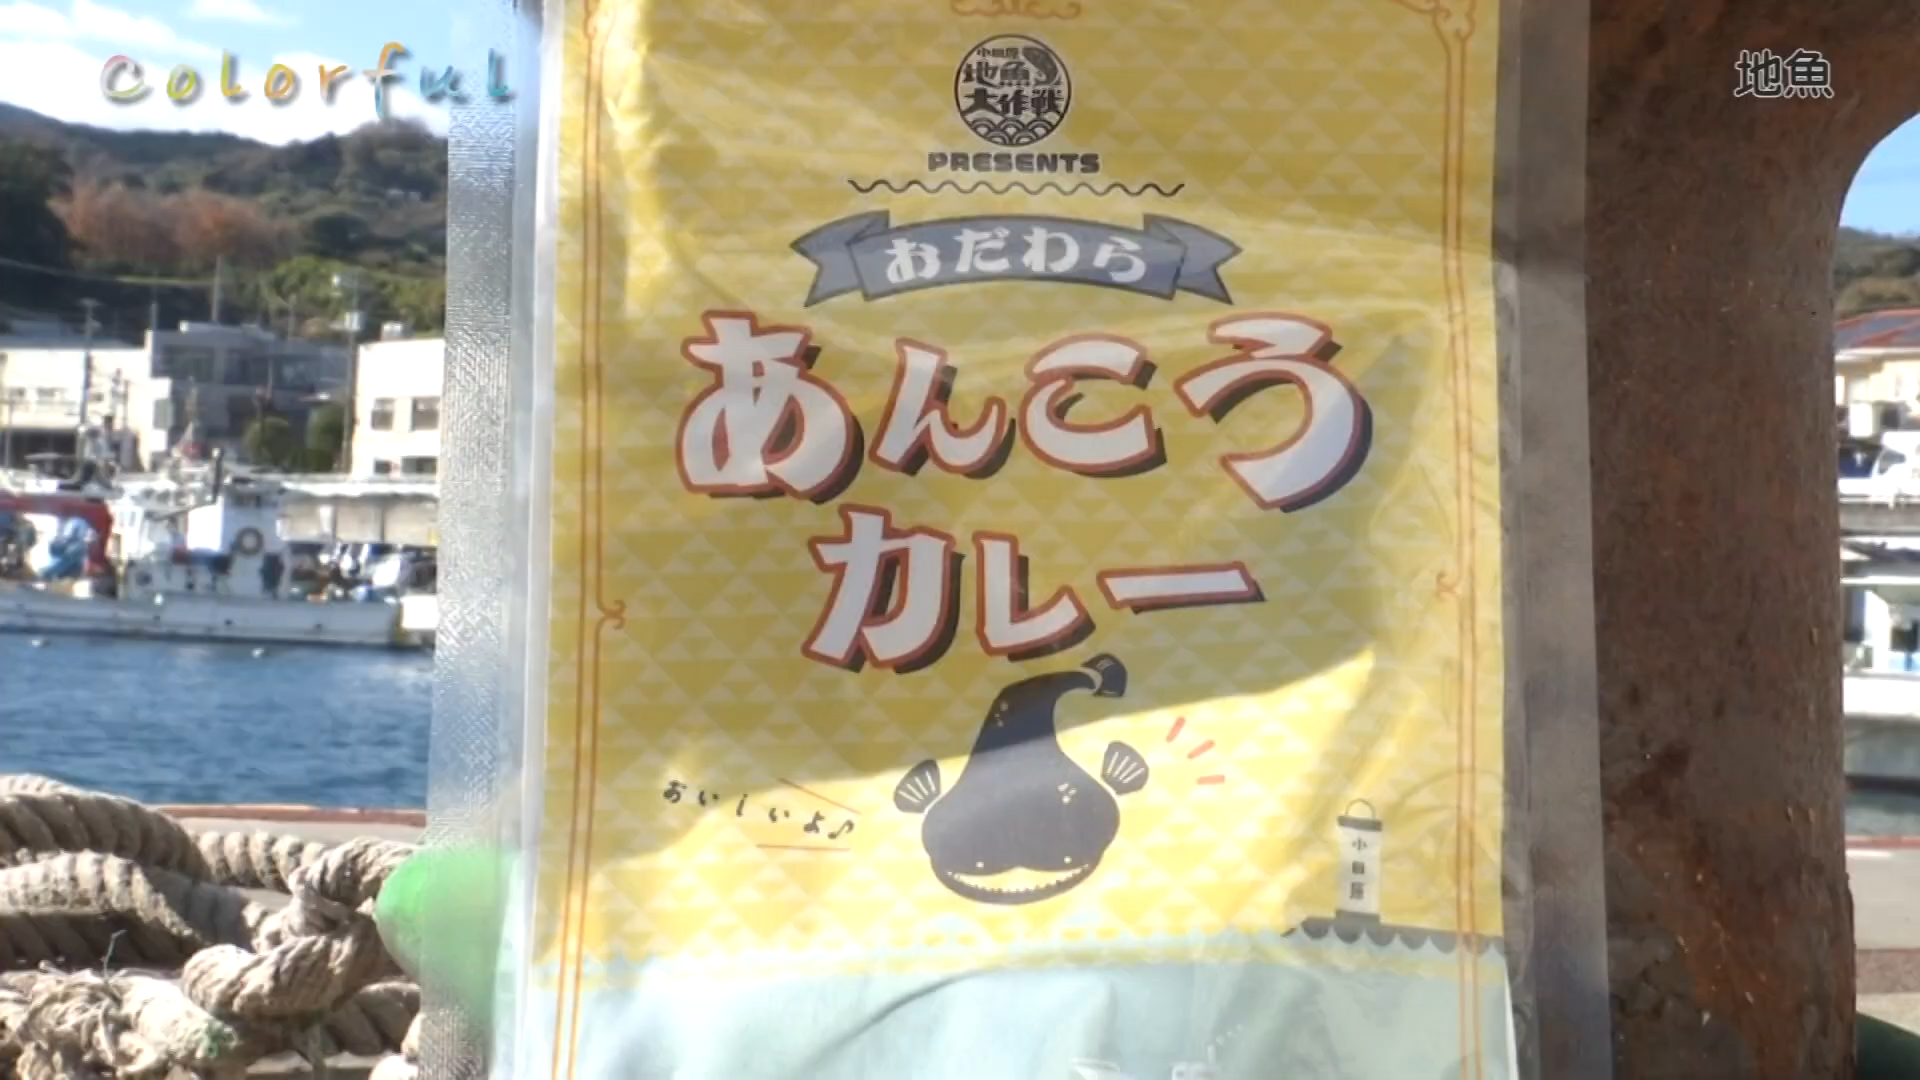 colorful
地魚
小田原
地魚
大作戦
PRESENTS
おだわら
あんこう
カレー
おいしいよ♪
小田原